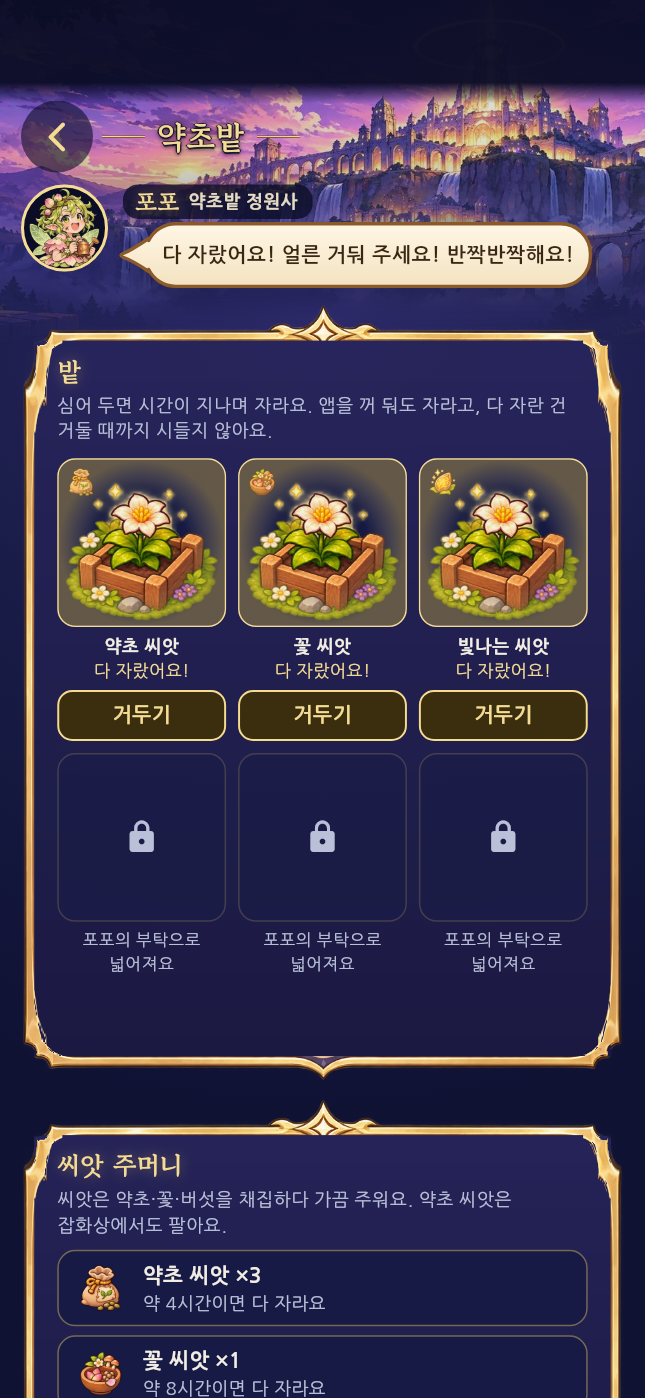 약초밭
포포 약초밭 정원사
다 자랐어요! 얼른 거둬 주세요! 반짝반짝해요!
밭
심어 두면 시간이 지나며 자라요. 앱을 꺼 둬도 자라고, 다 자란 건
거둘 때까지 시들지 않아요.
약초 씨앗
다 자랐어요!
거두기
꽃 씨앗
다 자랐어요!
거두기
빛나는 씨앗
다 자랐어요!
거두기
포포의 부탁으로
넓어져요
포포의 부탁으로
넓어져요
포포의 부탁으로
넓어져요
씨앗 주머니
씨앗은 약초·꽃·버섯을 채집하다 가끔 주워요. 약초 씨앗은
잡화상에서도 팔아요.
약초 씨앗 ×3
약 4시간이면 다 자라요
꽃 씨앗 ×1
약 8시간이면 다 자라요